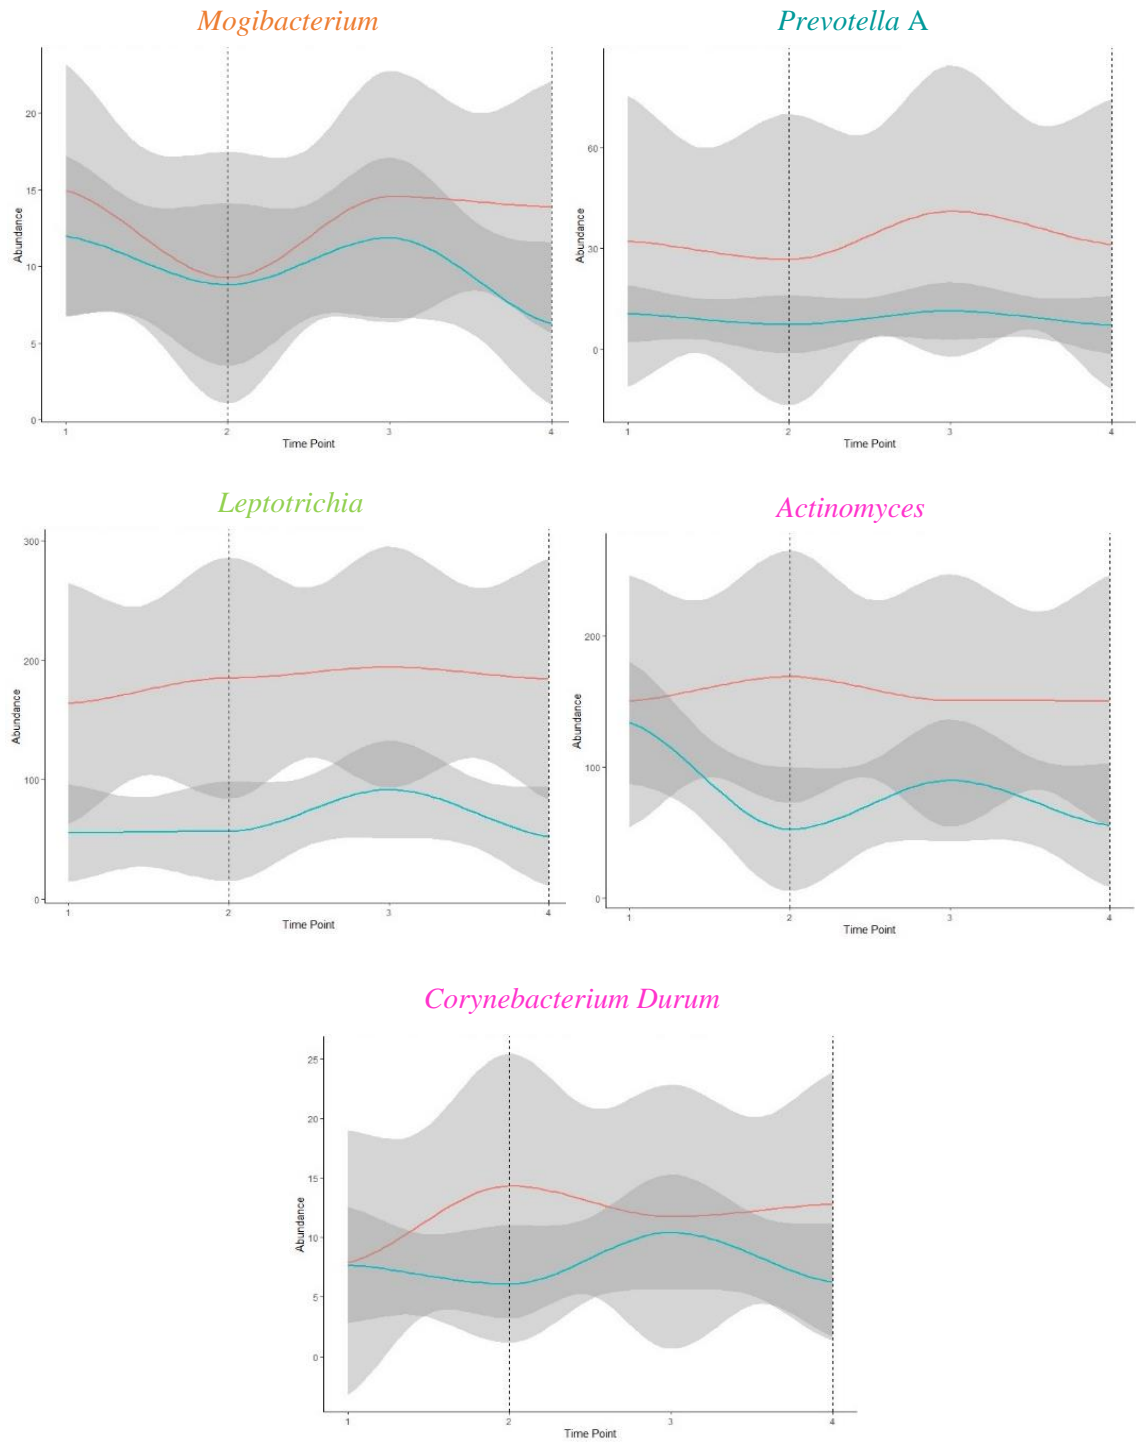 Mogibacterium
Prevotella A
20
15
10
5
0
Abundance
1 2 3 4
Time Point
60
30
0
Abundance
1 2 3 4
Time Point
Leptotrichia
Actinomyces
300
200
100
0
Abundance
1 2 3 4
Time Point
200
100
0
Abundance
1 2 3 4
Time Point
Corynebacterium Durum
25
20
15
10
5
0
Abundance
1 2 3 4
Time Point